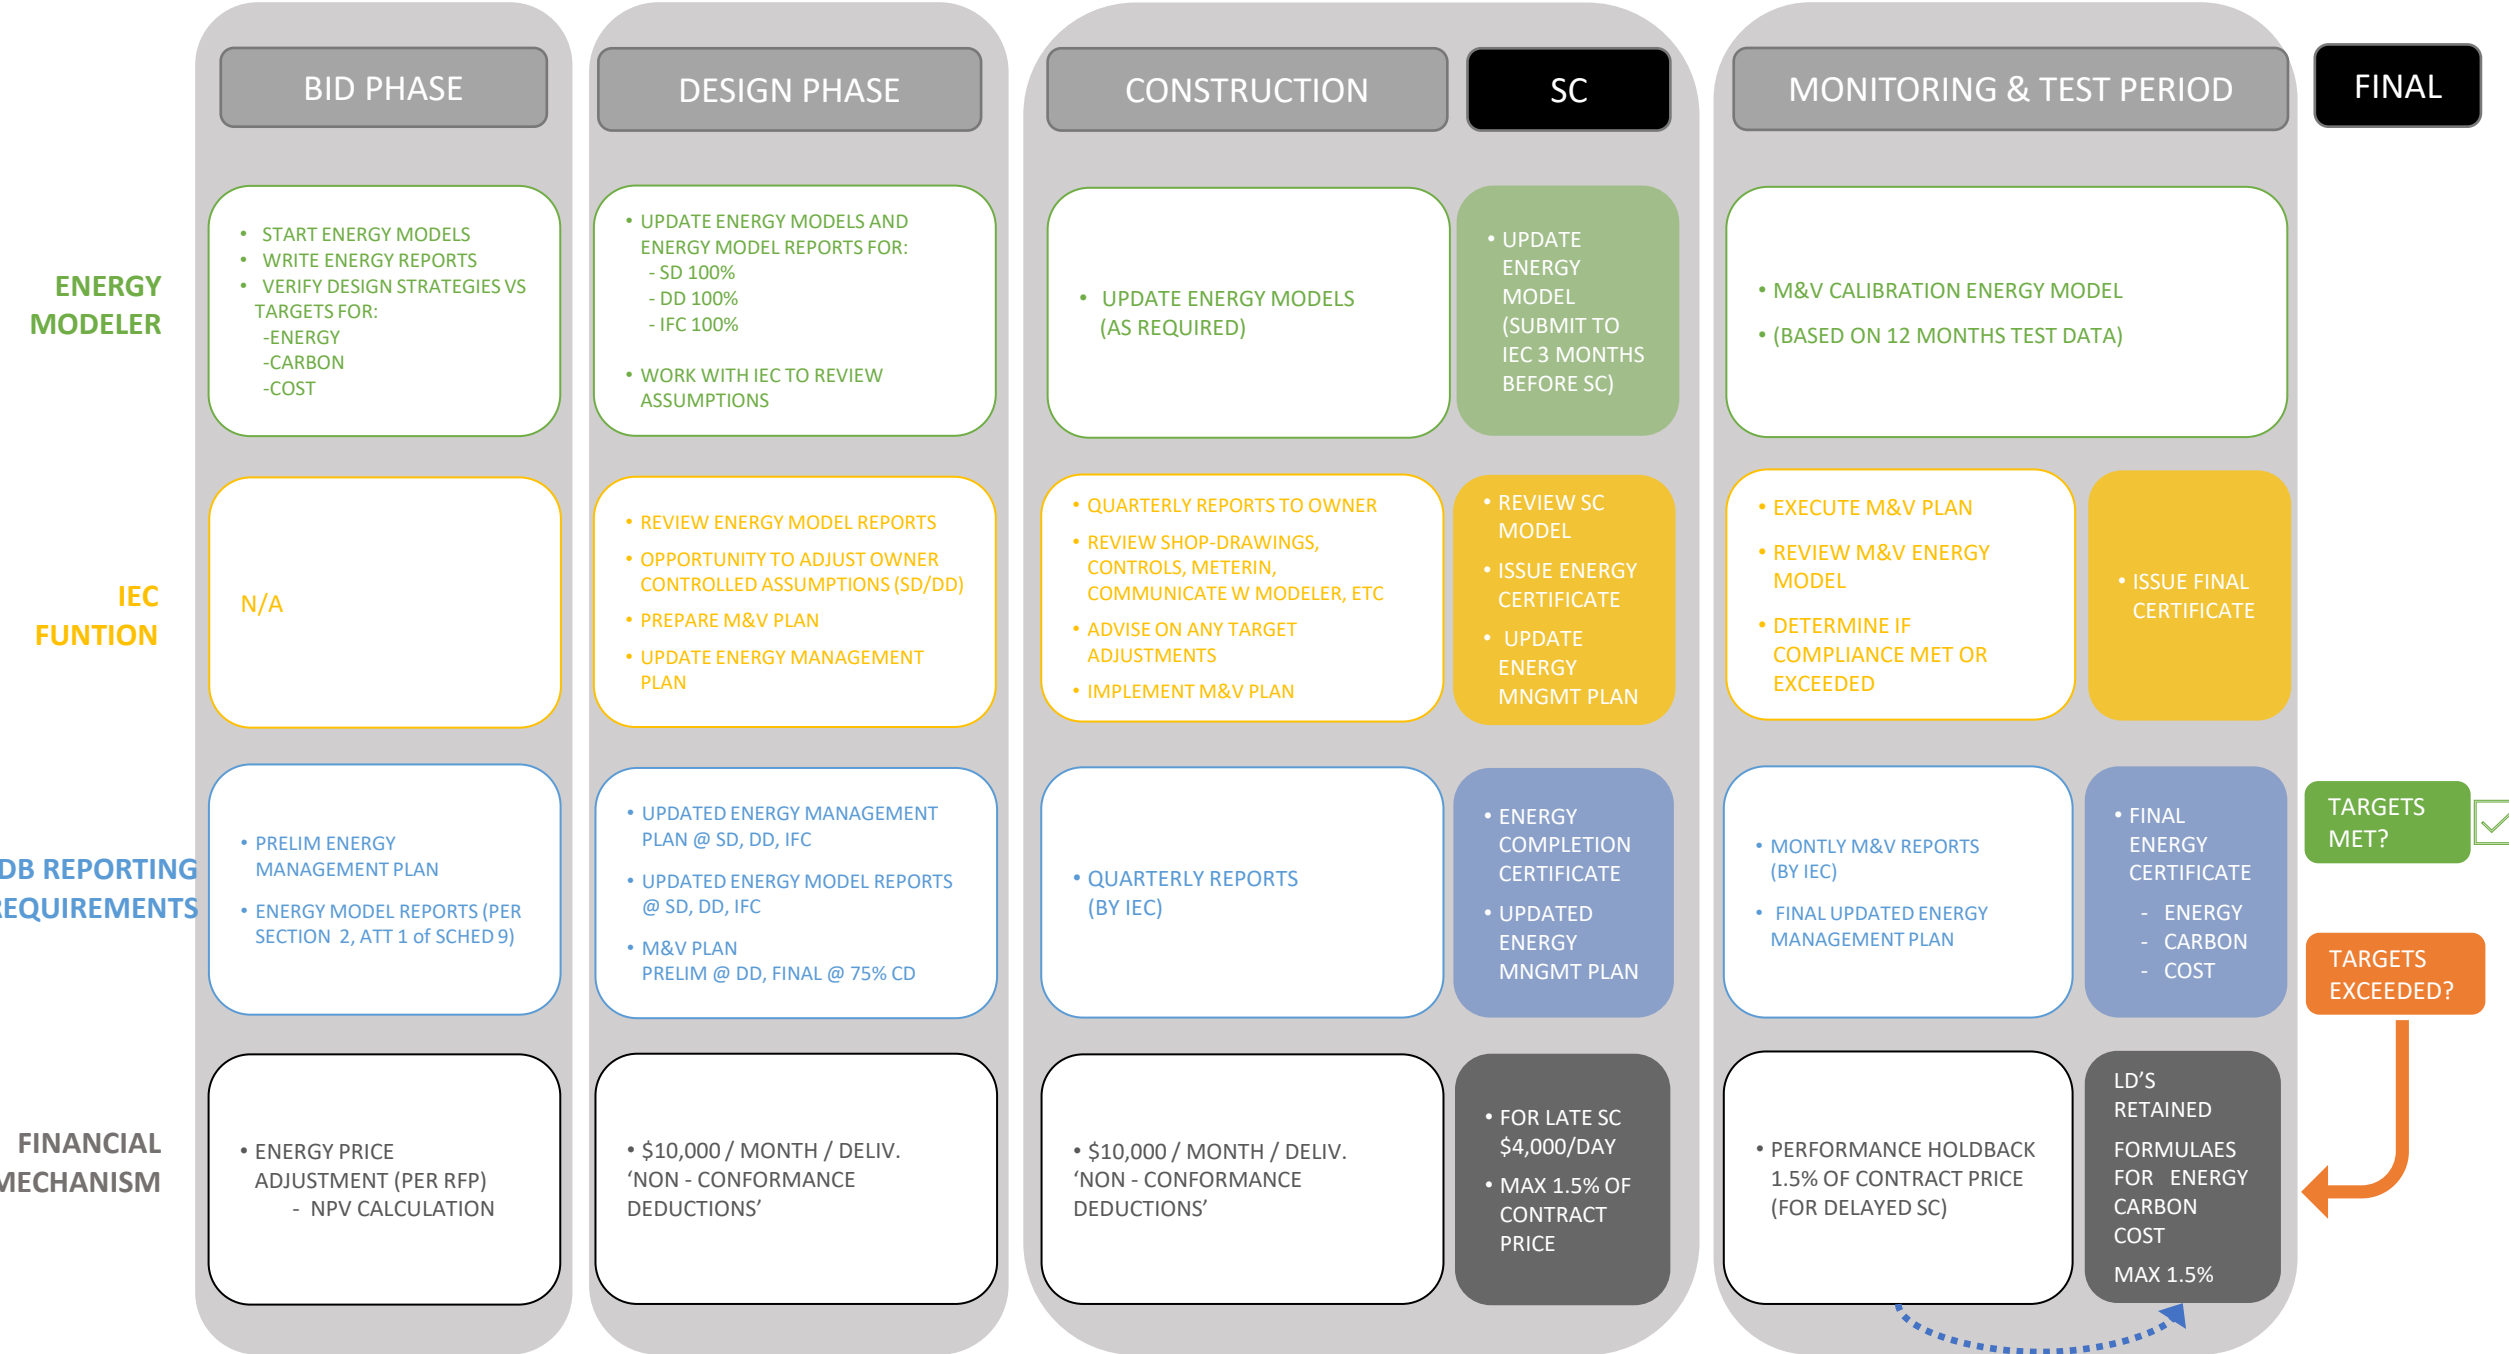 BID PHASE
DESIGN PHASE
CONSTRUCTION
SC
MONITORING & TEST PERIOD
FINAL
ENERGY
MODELER
• START ENERGY MODELS
• WRITE ENERGY REPORTS
• VERIFY DESIGN STRATEGIES VS
TARGETS FOR:
-ENERGY
-CARBON
-COST
• UPDATE ENERGY MODELS AND
ENERGY MODEL REPORTS FOR:
- SD 100%
- DD 100%
- IFC 100%
• WORK WITH IEC TO REVIEW
ASSUMPTIONS
• UPDATE ENERGY MODELS
(AS REQUIRED)
• UPDATE
ENERGY
MODEL
(SUBMIT TO
IEC 3 MONTHS
BEFORE SC)
• M&V CALIBRATION ENERGY MODEL
• (BASED ON 12 MONTHS TEST DATA)
IEC
FUNTION
N/A
• REVIEW ENERGY MODEL REPORTS
• OPPORTUNITY TO ADJUST OWNER
CONTROLLED ASSUMPTIONS (SD/DD)
• PREPARE M&V PLAN
• UPDATE ENERGY MANAGEMENT
PLAN
• QUARTERLY REPORTS TO OWNER
• REVIEW SHOP-DRAWINGS,
CONTROLS, METERIN,
COMMUNICATE W MODELER, ETC
• ADVISE ON ANY TARGET
ADJUSTMENTS
• IMPLEMENT M&V PLAN
• REVIEW SC
MODEL
• ISSUE ENERGY
CERTIFICATE
• UPDATE
ENERGY
MNGMT PLAN
• EXECUTE M&V PLAN
• REVIEW M&V ENERGY
MODEL
• DETERMINE IF
COMPLIANCE MET OR
EXCEEDED
• ISSUE FINAL
CERTIFICATE
DB REPORTING
REQUIREMENTS
• PRELIM ENERGY
MANAGEMENT PLAN
• ENERGY MODEL REPORTS (PER
SECTION 2, ATT 1 of SCHED 9)
• UPDATED ENERGY MANAGEMENT
PLAN @ SD, DD, IFC
• UPDATED ENERGY MODEL REPORTS
@ SD, DD, IFC
• M&V PLAN
PRELIM @ DD, FINAL @ 75% CD
• QUARTERLY REPORTS
(BY IEC)
• ENERGY
COMPLETION
CERTIFICATE
• UPDATED
ENERGY
MNGMT PLAN
• MONTLY M&V REPORTS
(BY IEC)
• FINAL UPDATED ENERGY
MANAGEMENT PLAN
• FINAL
ENERGY
CERTIFICATE
- ENERGY
- CARBON
- COST
TARGETS
MET?
TARGETS
EXCEEDED?
FINANCIAL
MECHANISM
• ENERGY PRICE
ADJUSTMENT (PER RFP)
- NPV CALCULATION
• $10,000 / MONTH / DELIV.
‘NON - CONFORMANCE
DEDUCTIONS’
• $10,000 / MONTH / DELIV.
‘NON - CONFORMANCE
DEDUCTIONS’
• FOR LATE SC
$4,000/DAY
• MAX 1.5% OF
CONTRACT
PRICE
• PERFORMANCE HOLDBACK
1.5% OF CONTRACT PRICE
(FOR DELAYED SC)
LD’S
RETAINED
FORMULAES
FOR ENERGY
CARBON
COST
MAX 1.5%